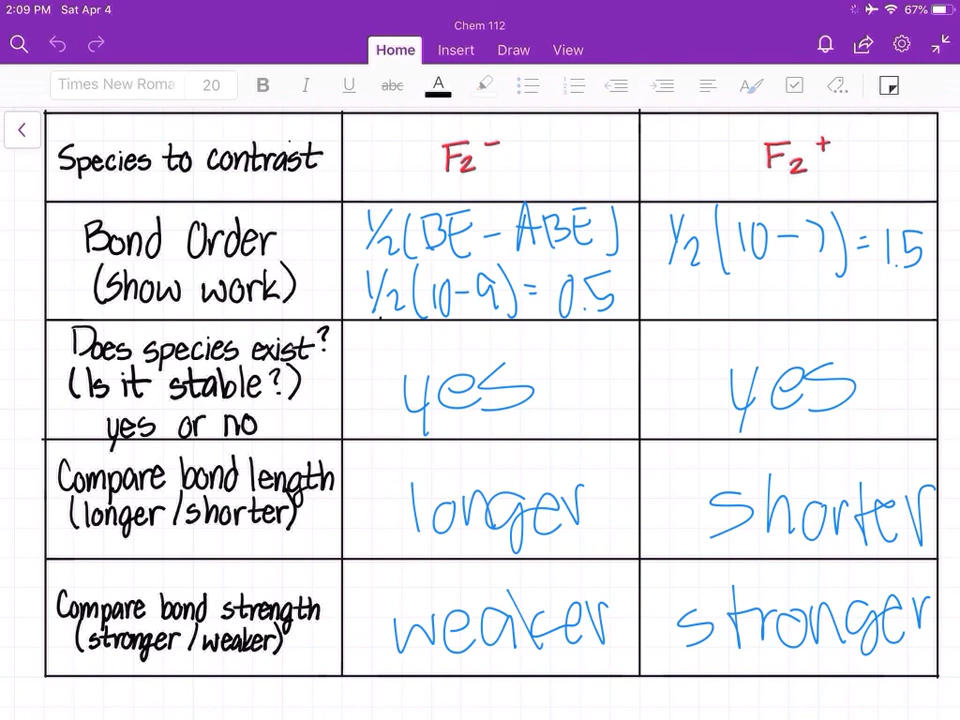 2:09 PM Sat Apr 4
67%
Chem 112
Home Insert Draw View
Times New Roma 20 B I U abc A
Species to contrast
F2⁻
F2⁺
Bond Order
(show work)
1/2(BE - ABE)
1/2(10-9) = 0.5
1/2(10-7) = 1.5
Does species exist?
(Is it stable?)
yes or no
yes
yes
Compare bond length
(longer/shorter)
longer
shorter
Compare bond strength
(stronger/weaker)
weaker
stronger